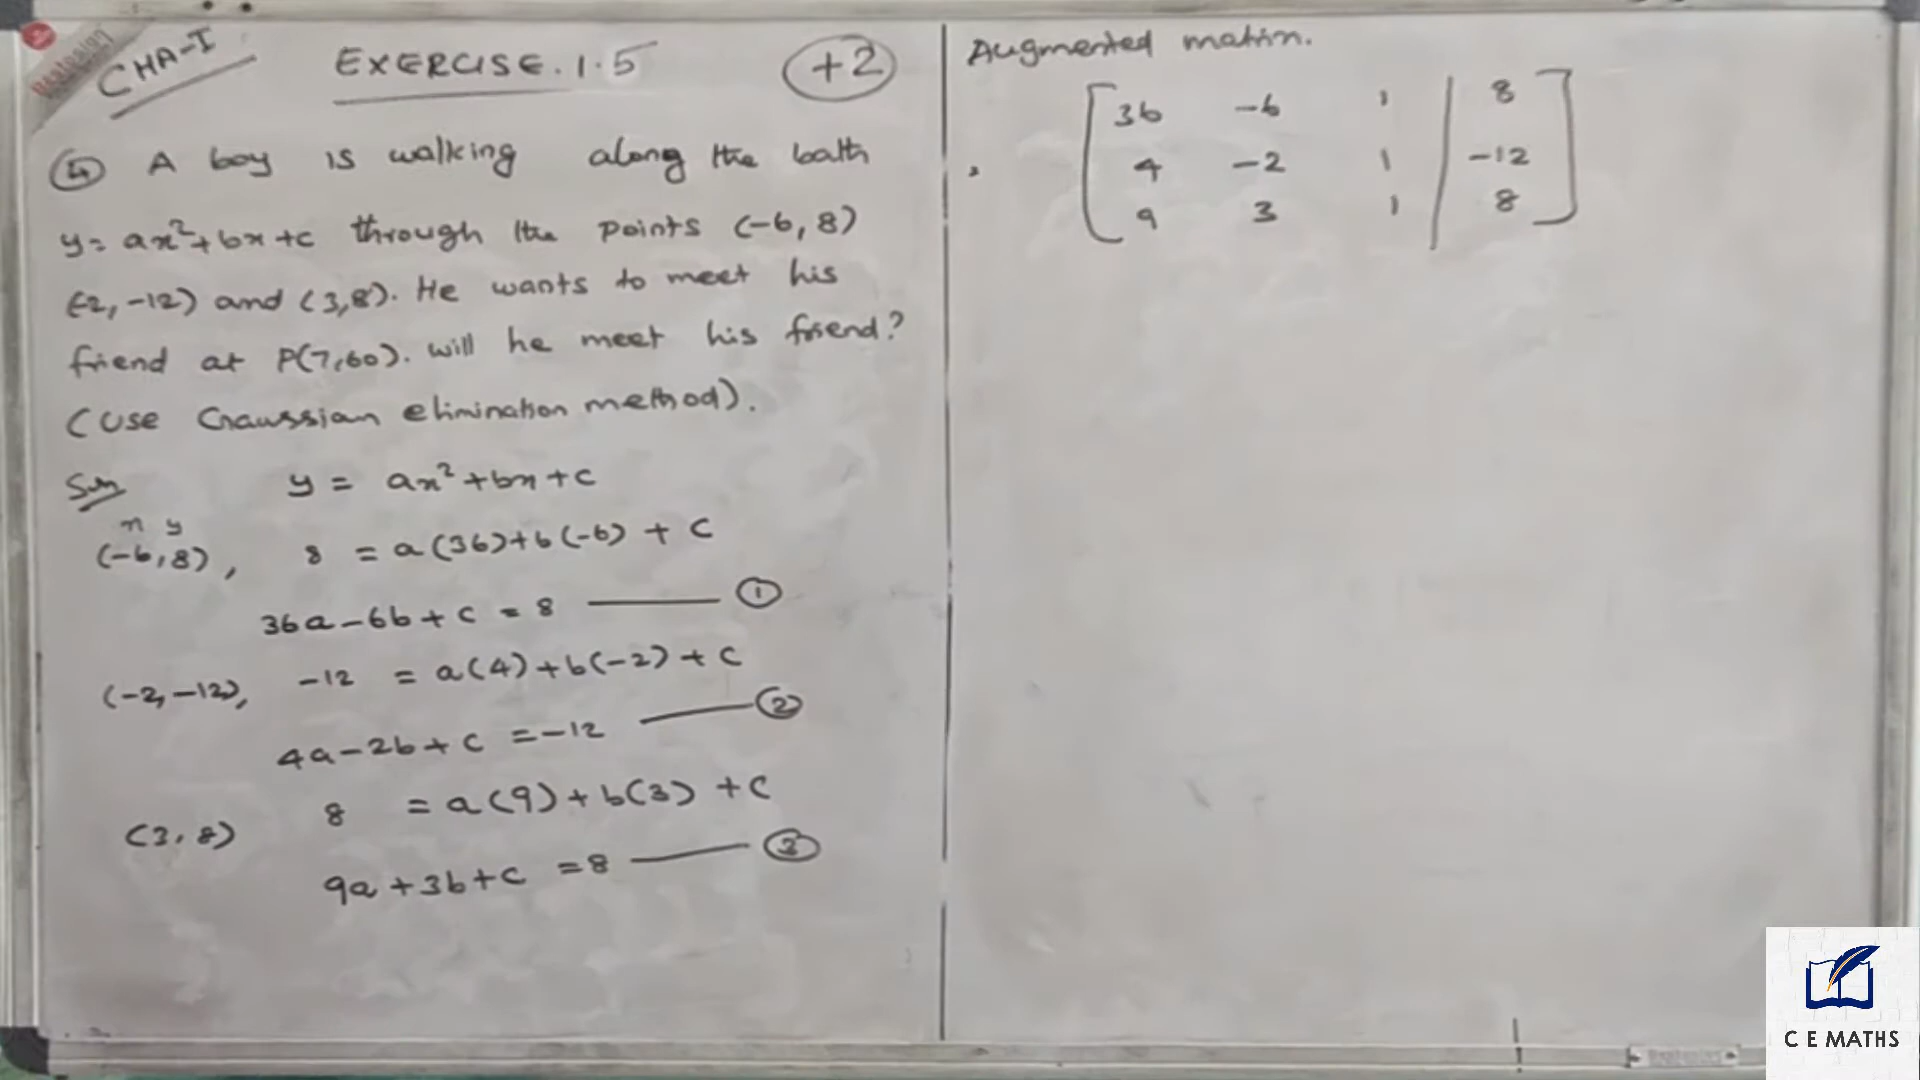 CHA-I
EXERCISE. 1.5
+2
④ A boy is walking along the path
y = ax²+bx+c through the points (-6,8)
(-2,-12) and (3,8). He wants to meet his
friend at P(7,60). Will he meet his friend?
(Use Gaussian elimination method).
Soln
y = ax²+bx+c
x y
(-6,8), 8 = a(36)+b(-6)+c
36a-6b+c = 8 ——— ①
(-2,-12), -12 = a(4)+b(-2)+c
4a-2b+c = -12 ——— ②
(3,8) 8 = a(9)+b(3)+c
9a+3b+c = 8 ——— ③
Augmented matrix.
36 -6 1 | 8
4 -2 1 | -12
9 3 1 | 8
C E MATHS